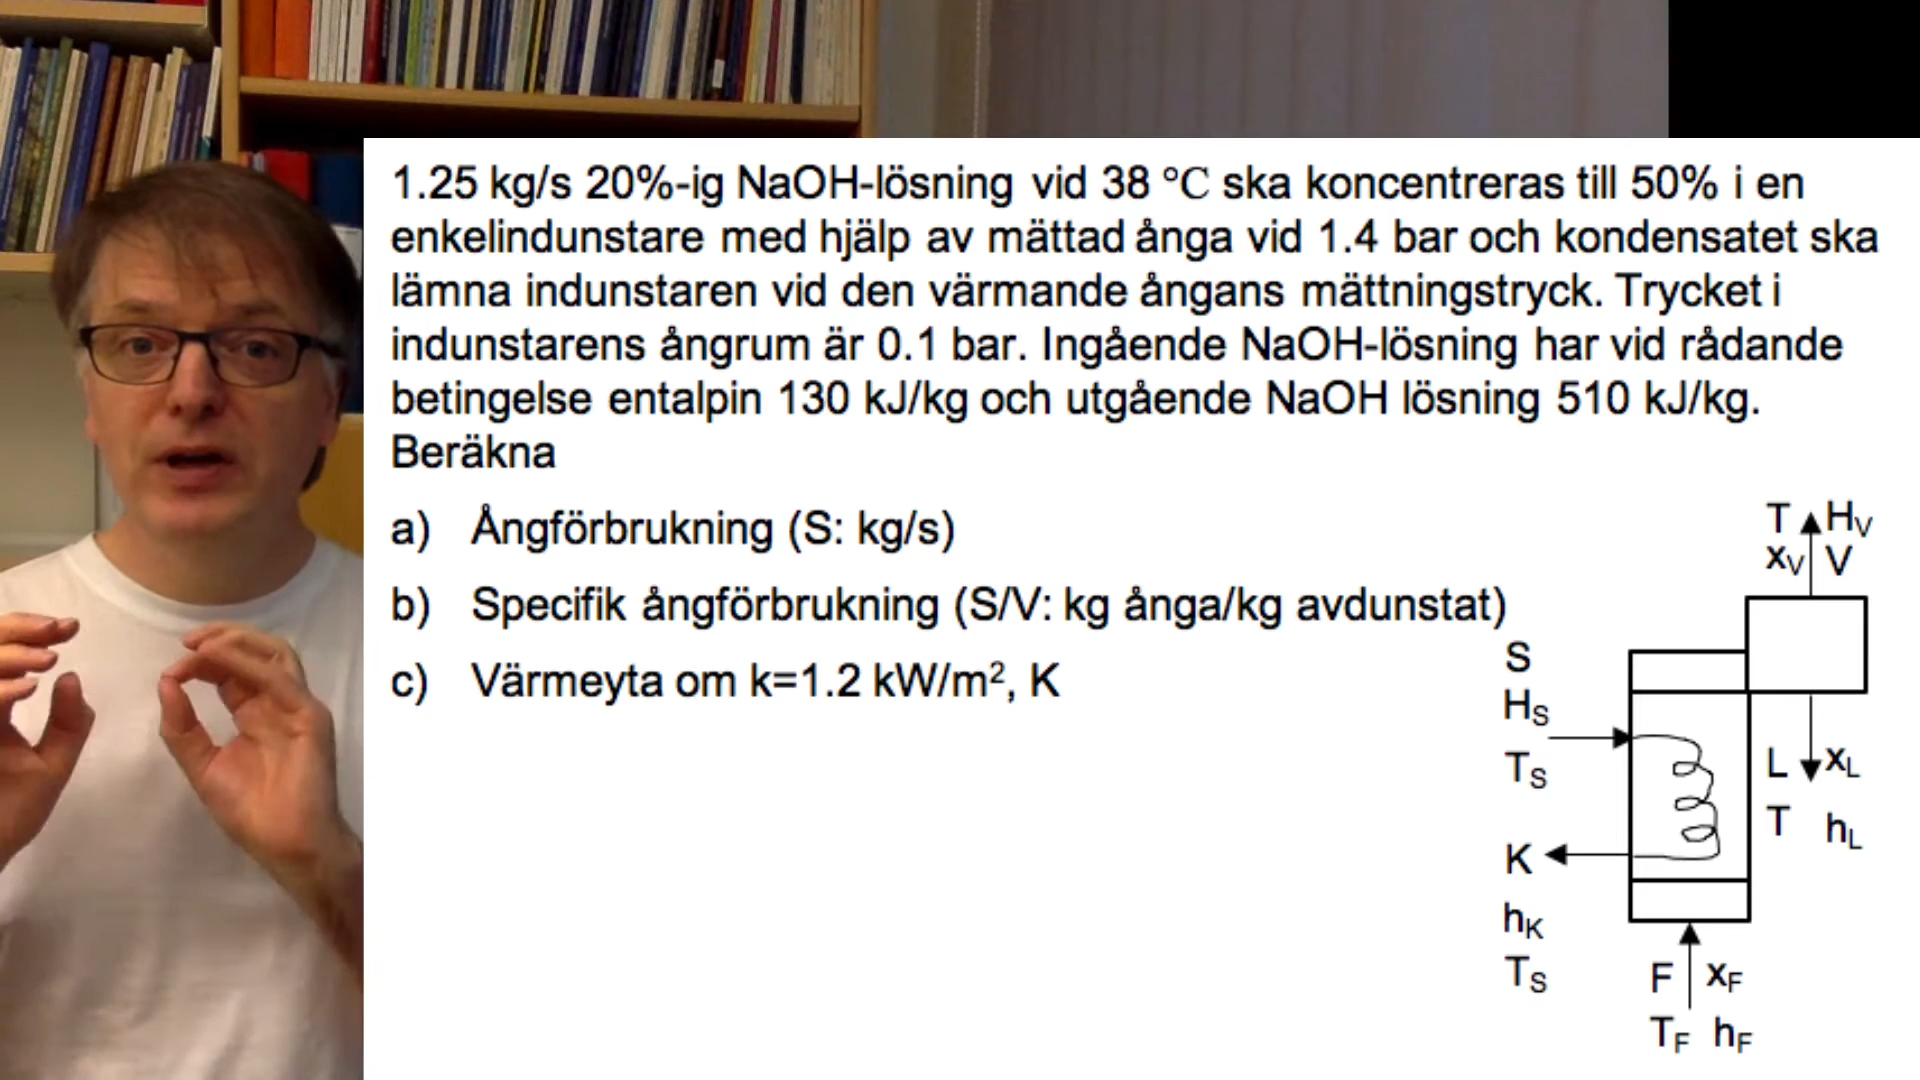 1.25 kg/s 20%-ig NaOH-lösning vid 38 °C ska koncentreras till 50% i en
enkelindunstare med hjälp av mättad ånga vid 1.4 bar och kondensatet ska
lämna indunstaren vid den värmande ångans mättningstryck. Trycket i
indunstarens ångrum är 0.1 bar. Ingående NaOH-lösning har vid rådande
betingelse entalpin 130 kJ/kg och utgående NaOH lösning 510 kJ/kg.
Beräkna
a) Ångförbrukning (S: kg/s)
b) Specifik ångförbrukning (S/V: kg ånga/kg avdunstat)
c) Värmeyta om k=1.2 kW/m², K
T H_V
x_V V
S
H_S
T_S
L x_L
T h_L
K
h_K
T_S
F x_F
T_F h_F